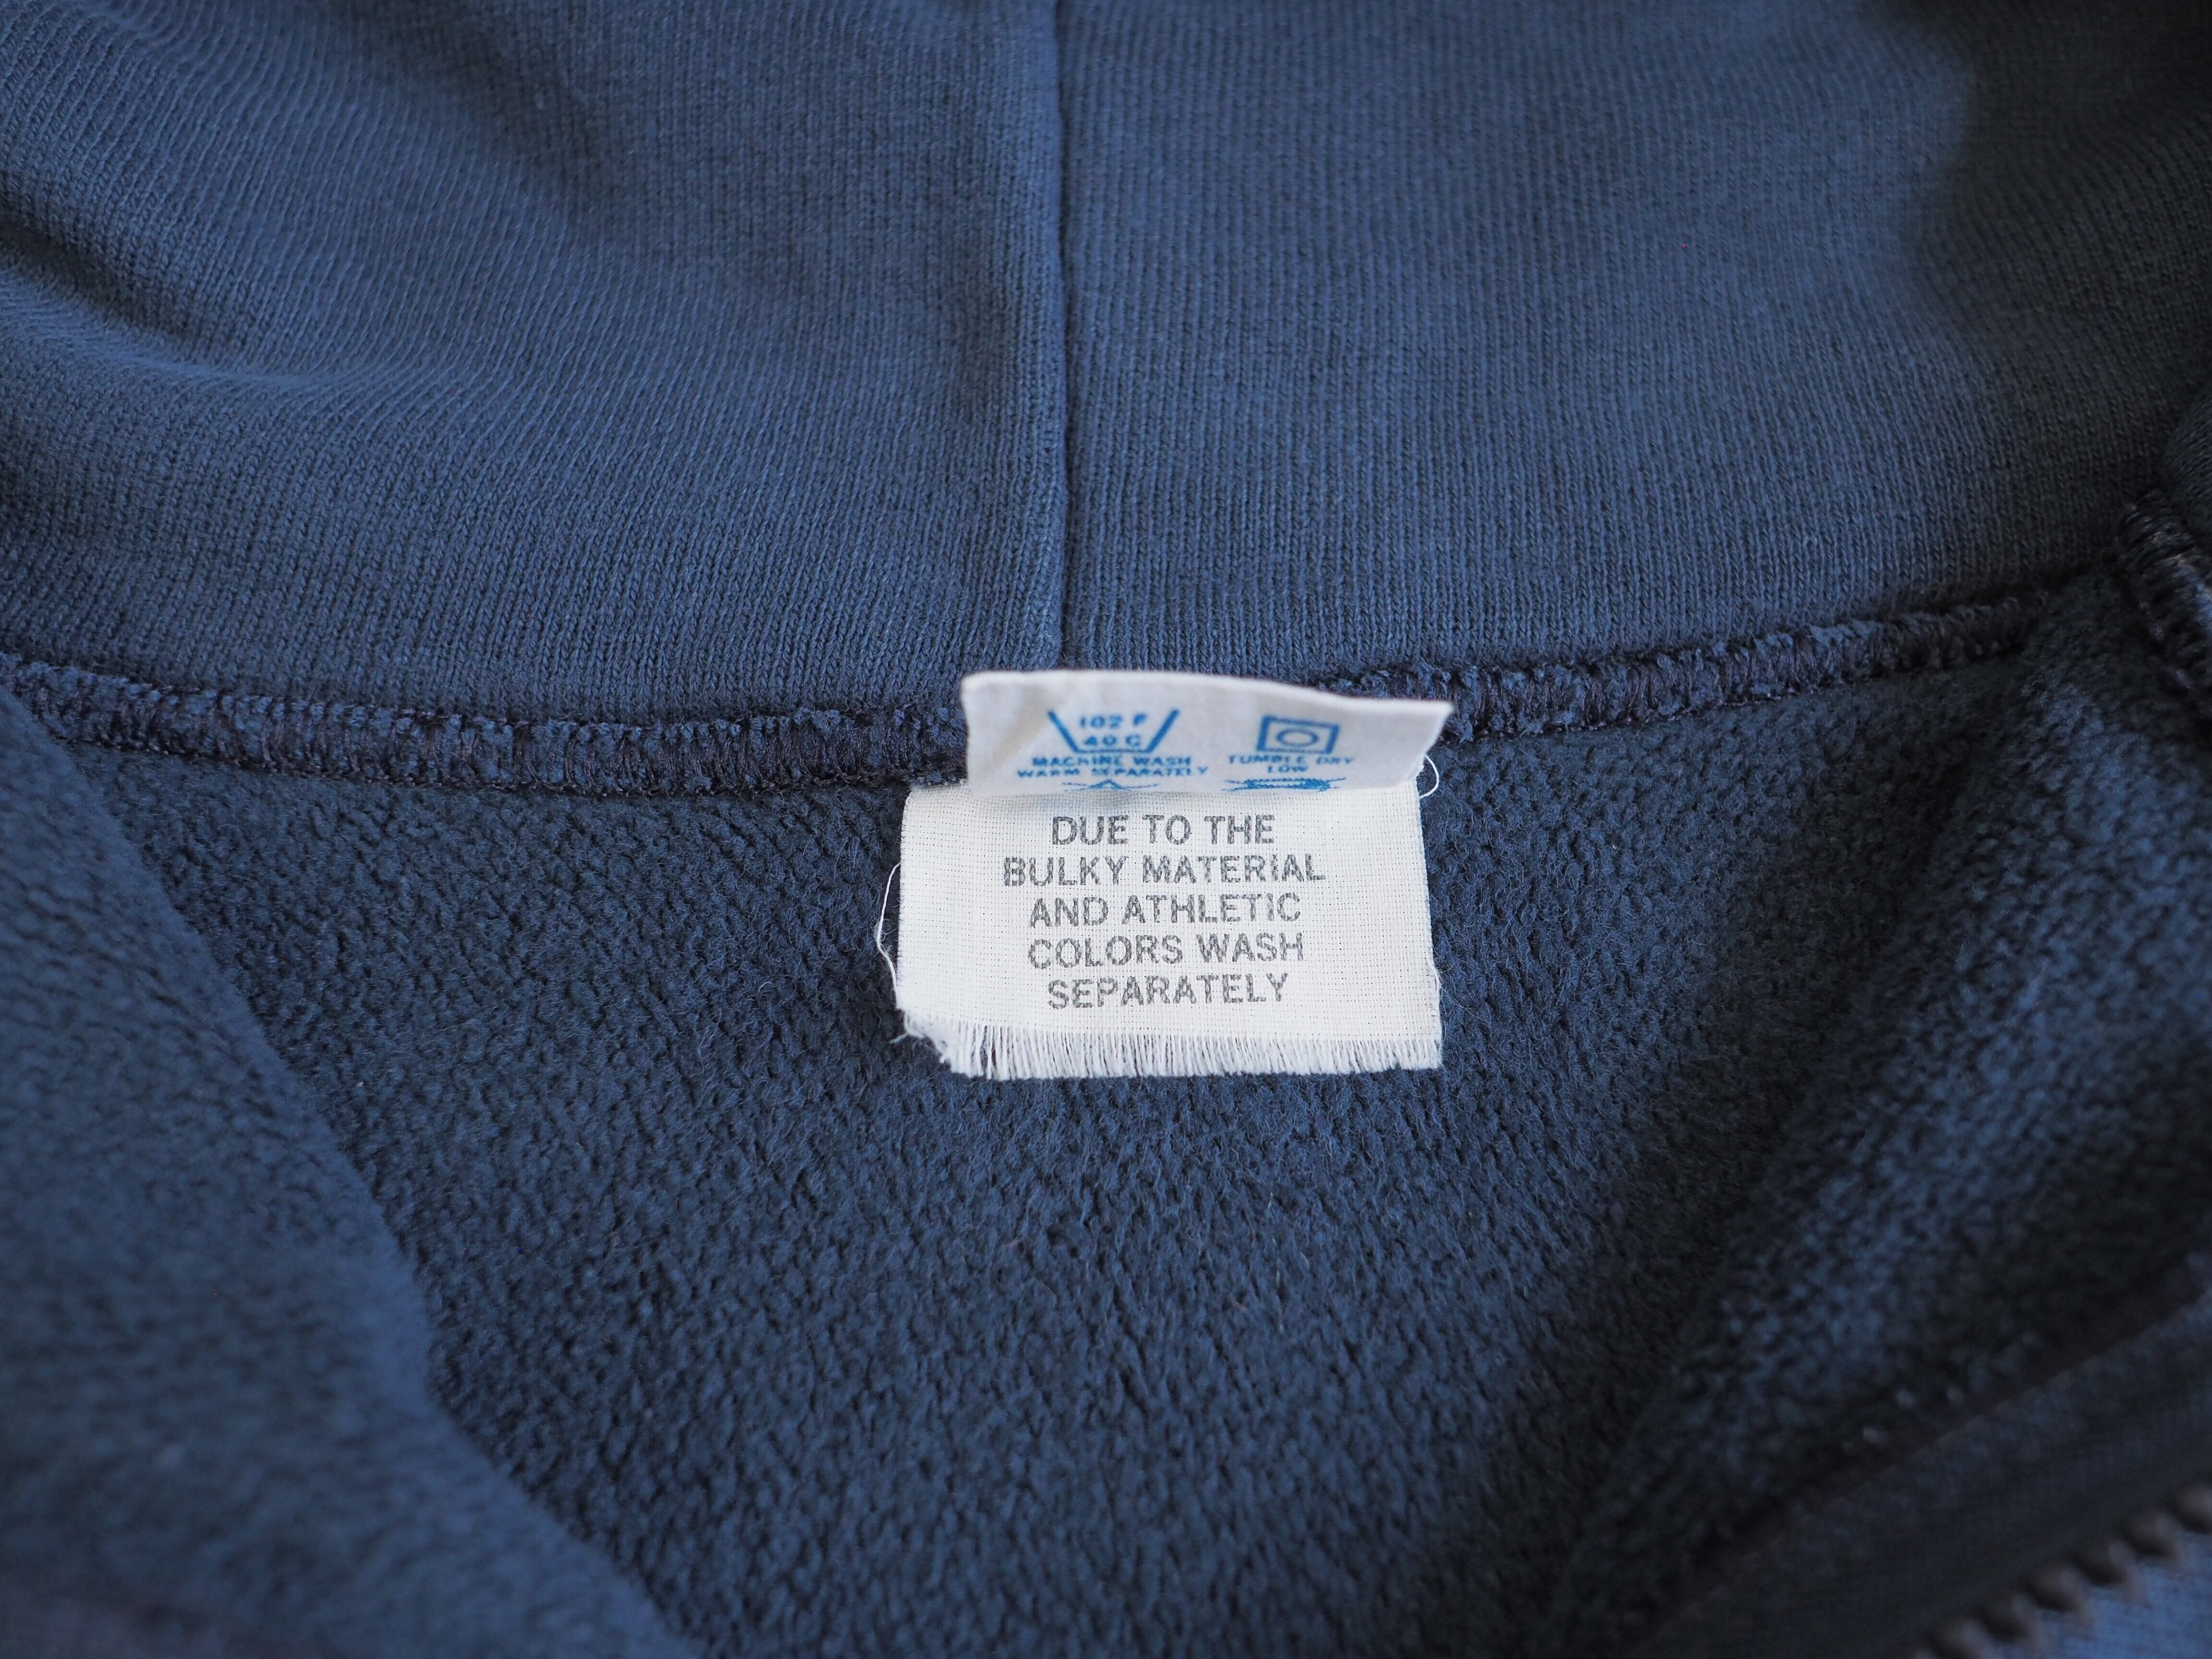 102 F
40 C
MACHINE WASH
WARM SEPARATELY
TUMBLE DRY
LOW
DUE TO THE
BULKY MATERIAL
AND ATHLETIC
COLORS WASH
SEPARATELY